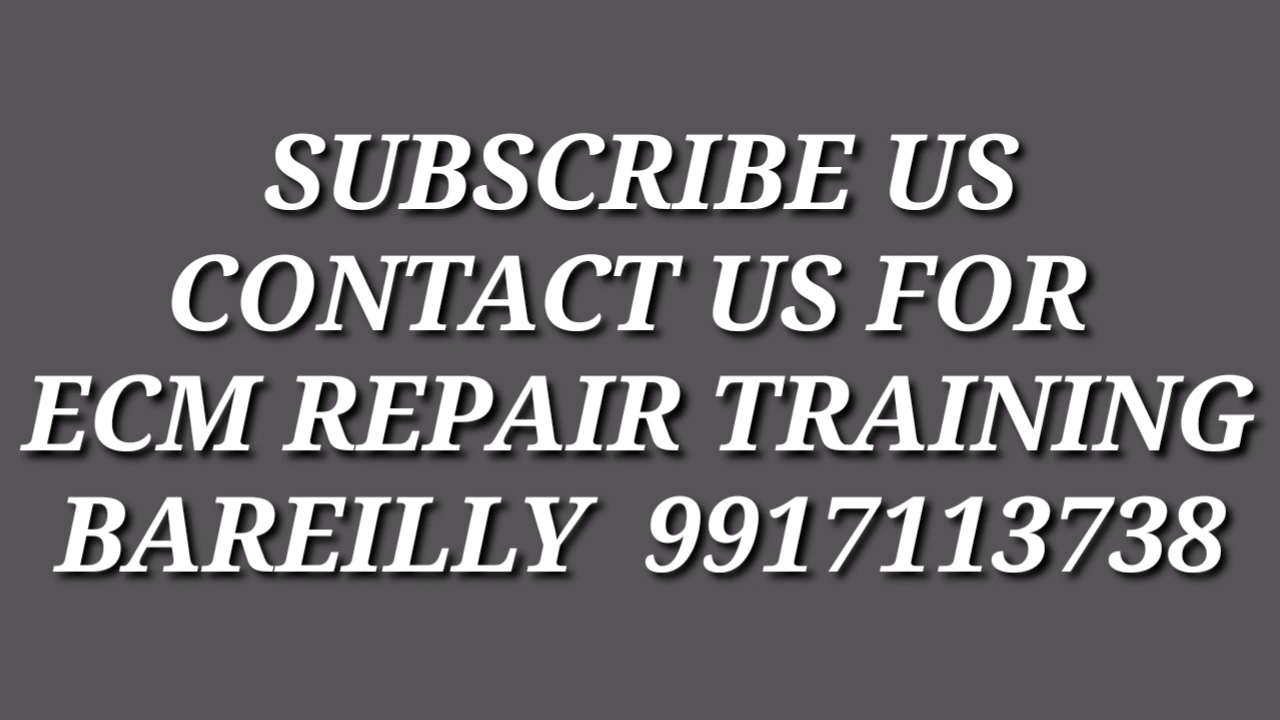 SUBSCRIBE US
CONTACT US FOR
ECM REPAIR TRAINING
BAREILLY 9917113738